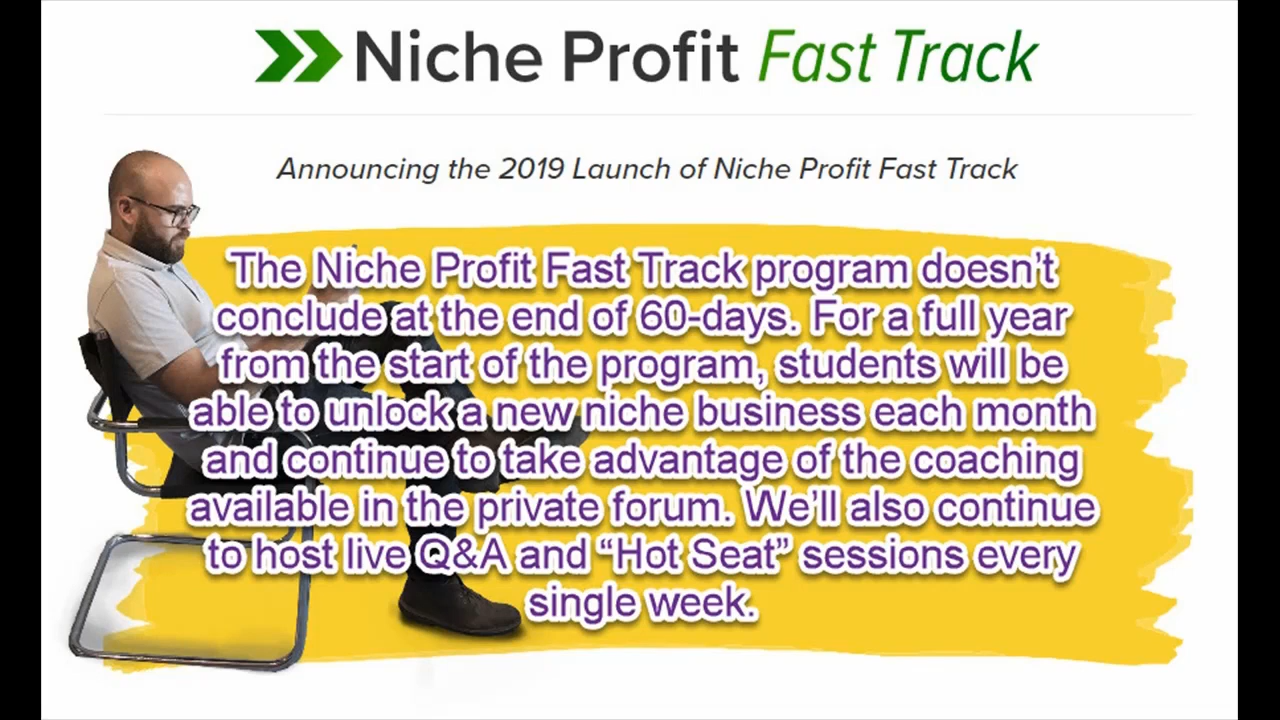 Niche Profit Fast Track
Announcing the 2019 Launch of Niche Profit Fast Track
The Niche Profit Fast Track program doesn’t
conclude at the end of 60-days. For a full year
from the start of the program, students will be
able to unlock a new niche business each month
and continue to take advantage of the coaching
available in the private forum. We’ll also continue
to host live Q&A and “Hot Seat” sessions every
single week.